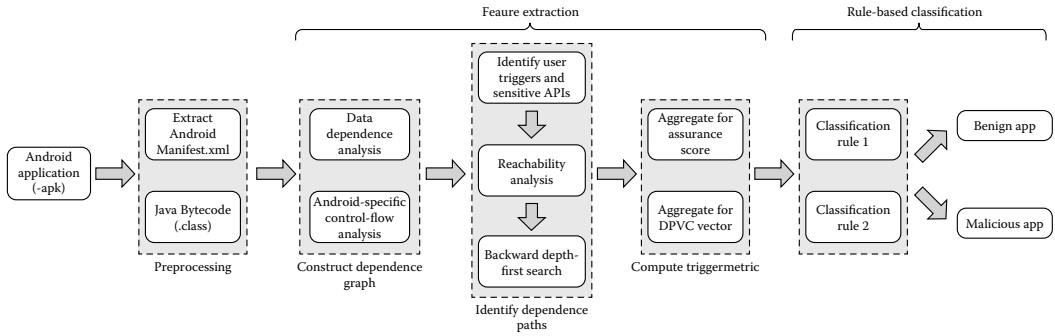 Feaure extraction
Rule-based classification
Android
application
(-apk)
Extract
Android
Manifest.xml
Java Bytecode
(.class)
Preprocessing
Data
dependence
analysis
Android-specific
control-flow
analysis
Construct dependence
graph
Identify user
triggers and
sensitive APIs
Reachability
analysis
Backward depth-
first search
Identify dependence
paths
Aggregate for
assurance
score
Aggregate for
DPVC vector
Compute triggermetric
Classification
rule 1
Classification
rule 2
Benign app
Malicious app